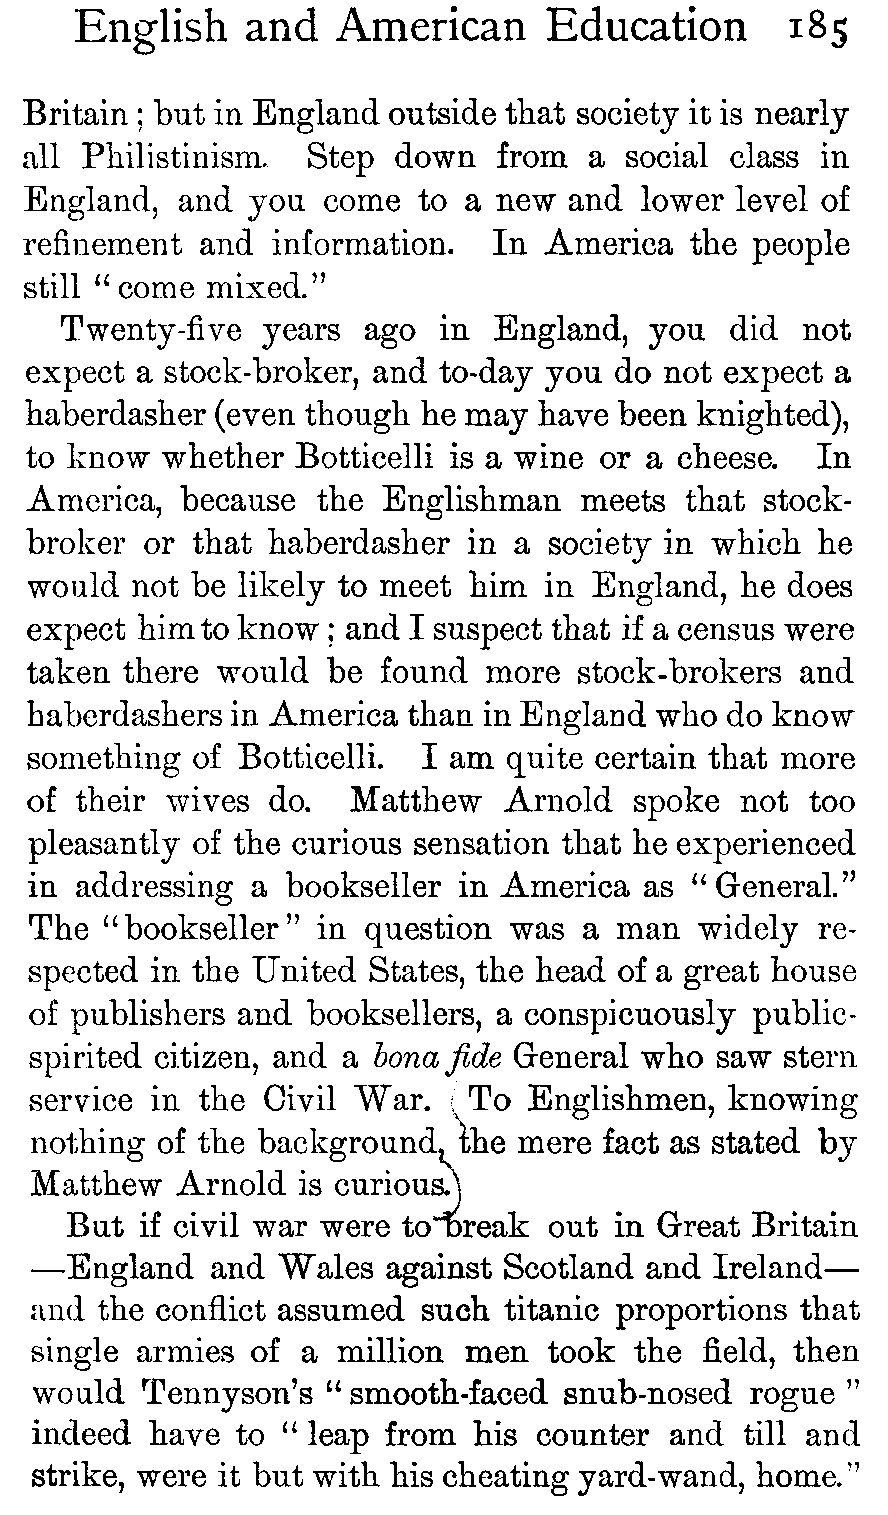 English and American Education 185
Britain; but in England outside that society it is nearly
all Philistinism. Step down from a social class in
England, and you come to a new and lower level of
refinement and information. In America the people
still "come mixed."
Twenty-five years ago in England, you did not
expect a stock-broker, and to-day you do not expect a
haberdasher (even though he may have been knighted),
to know whether Botticelli is a wine or a cheese. In
America, because the Englishman meets that stock-
broker or that haberdasher in a society in which he
would not be likely to meet him in England, he does
expect him to know; and I suspect that if a census were
taken there would be found more stock-brokers and
haberdashers in America than in England who do know
something of Botticelli. I am quite certain that more
of their wives do. Matthew Arnold spoke not too
pleasantly of the curious sensation that he experienced
in addressing a bookseller in America as "General."
The "bookseller" in question was a man widely re-
spected in the United States, the head of a great house
of publishers and booksellers, a conspicuously public-
spirited citizen, and a bona fide General who saw stern
service in the Civil War. To Englishmen, knowing
nothing of the background, the mere fact as stated by
Matthew Arnold is curious.
But if civil war were to break out in Great Britain
—England and Wales against Scotland and Ireland—
and the conflict assumed such titanic proportions that
single armies of a million men took the field, then
would Tennyson's "smooth-faced snub-nosed rogue"
indeed have to "leap from his counter and till and
strike, were it but with his cheating yard-wand, home."